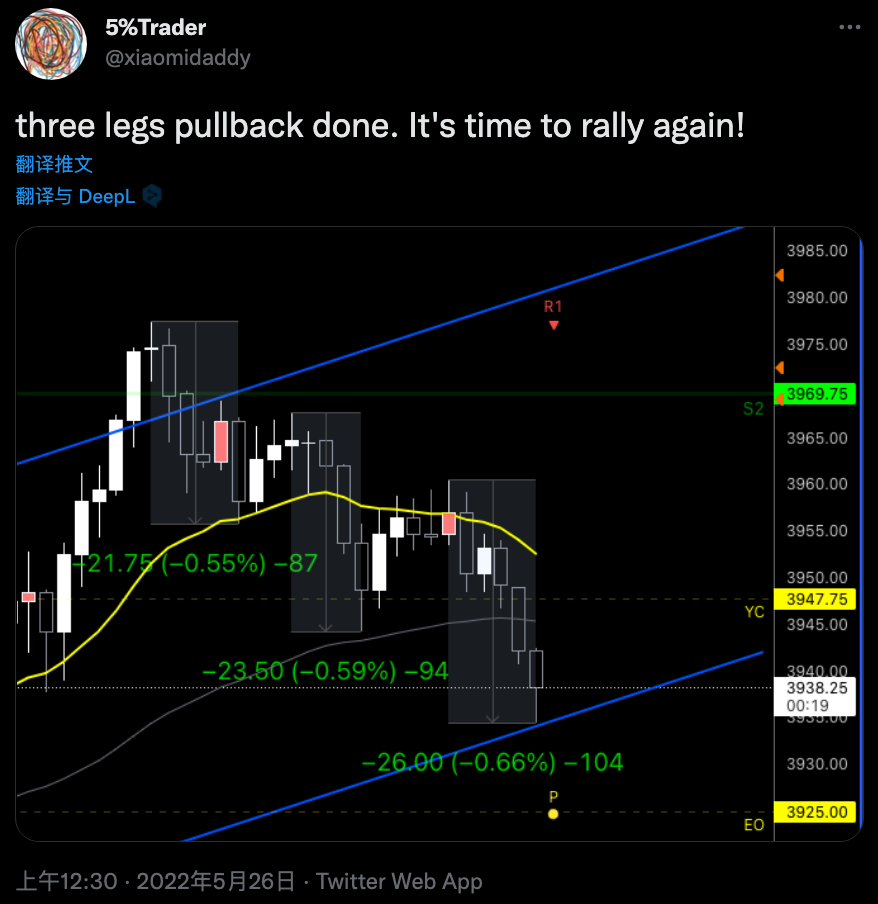 5%Trader
@xiaomidaddy
three legs pullback done. It's time to rally again!
翻译推文
翻译与 DeepL
3985.00
R1
3980.00
3975.00
3969.75
S2
3965.00
3960.00
3955.00
−21.75 (−0.55%) −87
3950.00
3947.75
YC
3945.00
−23.50 (−0.59%) −94
3940.00
3938.25
00:19
3935.00
−26.00 (−0.66%) −104
3930.00
P
3925.00
EO
上午12:30 · 2022年5月26日 · Twitter Web App